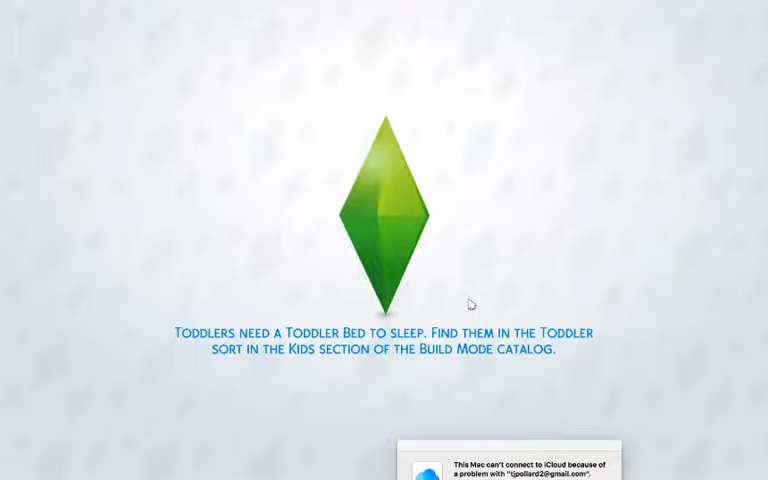 Toddlers need a Toddler Bed to sleep. Find them in the Toddler
sort in the Kids section of the Build Mode catalog.
This Mac can't connect to iCloud because of
a problem with "tjpollard2@gmail.com".